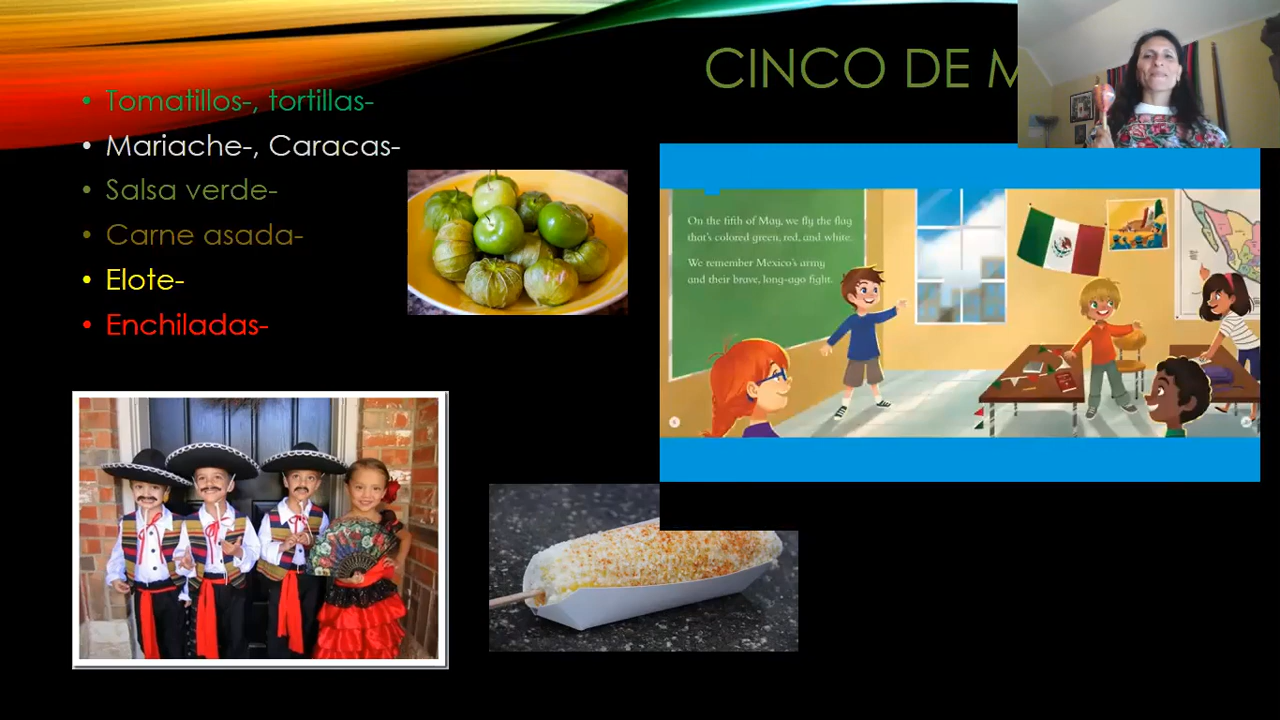 CINCO DE M
Tomatillos-, tortillas-
Mariache-, Caracas-
Salsa verde-
Carne asada-
Elote-
Enchiladas-
On the fifth of May, we fly the flag
that's colored green, red, and white.
We remember Mexico's army
and their brave, long-ago fight.